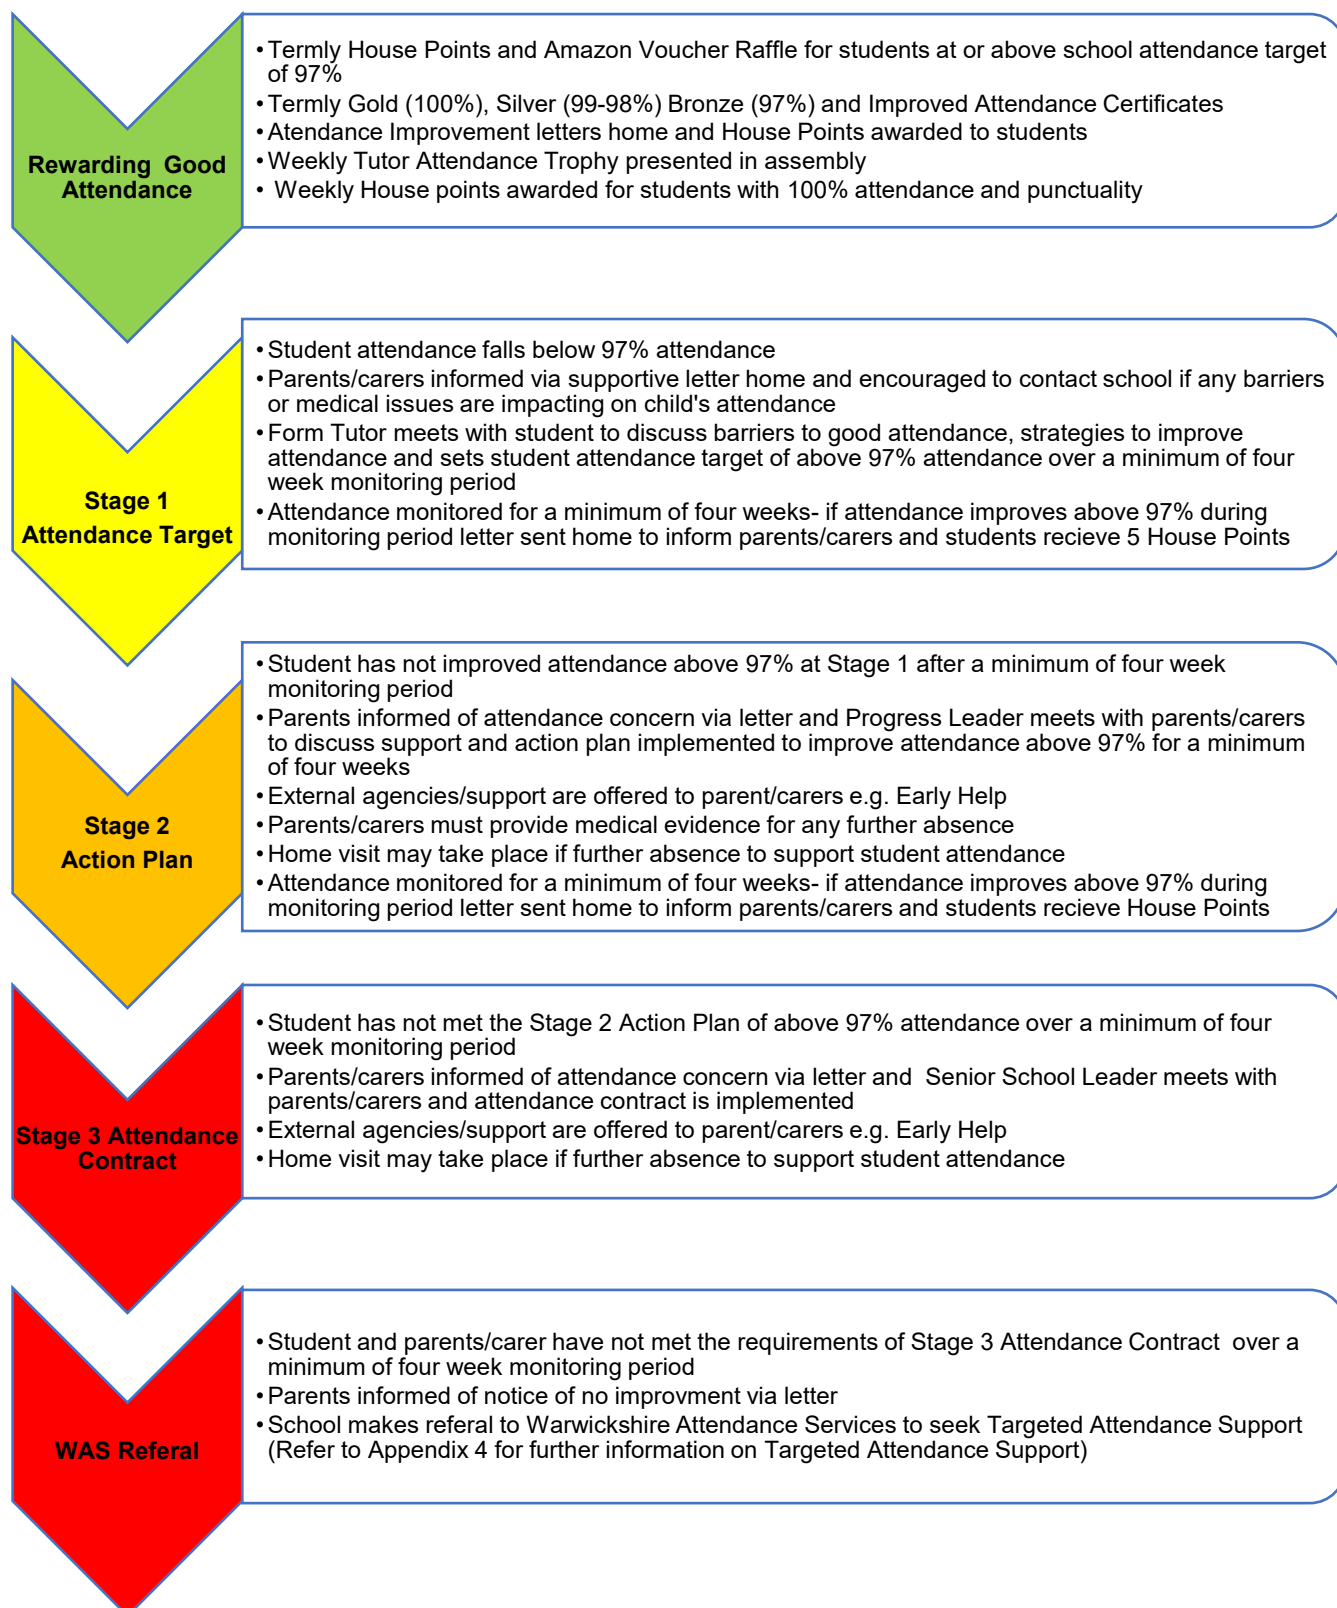 Rewarding  Good
Attendance
• Termly House Points and Amazon Voucher Raffle for students at or above school attendance target
of 97%
• Termly Gold (100%), Silver (99-98%) Bronze (97%) and Improved Attendance Certificates
• Atendance Improvement letters home and House Points awarded to students
• Weekly Tutor Attendance Trophy presented in assembly
•  Weekly House points awarded for students with 100% attendance and punctuality
Stage 1
Attendance Target
• Student attendance falls below 97% attendance
• Parents/carers informed via supportive letter home and encouraged to contact school if any barriers
or medical issues are impacting on child's attendance
• Form Tutor meets with student to discuss barriers to good attendance, strategies to improve
attendance and sets student attendance target of above 97% attendance over a minimum of four
week monitoring period
• Attendance monitored for a minimum of four weeks- if attendance improves above 97% during
monitoring period letter sent home to inform parents/carers and students recieve 5 House Points
Stage 2
Action Plan
• Student has not improved attendance above 97% at Stage 1 after a minimum of four week
monitoring period
• Parents informed of attendance concern via letter and Progress Leader meets with parents/carers
to discuss support and action plan implemented to improve attendance above 97% for a minimum
of four weeks
• External agencies/support are offered to parent/carers e.g. Early Help
• Parents/carers must provide medical evidence for any further absence
• Home visit may take place if further absence to support student attendance
• Attendance monitored for a minimum of four weeks- if attendance improves above 97% during
monitoring period letter sent home to inform parents/carers and students recieve House Points
Stage 3 Attendance
Contract
• Student has not met the Stage 2 Action Plan of above 97% attendance over a minimum of four
week monitoring period
• Parents/carers informed of attendance concern via letter and  Senior School Leader meets with
parents/carers and attendance contract is implemented
• External agencies/support are offered to parent/carers e.g. Early Help
• Home visit may take place if further absence to support student attendance
WAS Referal
• Student and parents/carer have not met the requirements of Stage 3 Attendance Contract  over a
minimum of four week monitoring period
• Parents informed of notice of no improvment via letter
• School makes referal to Warwickshire Attendance Services to seek Targeted Attendance Support
(Refer to Appendix 4 for further information on Targeted Attendance Support)